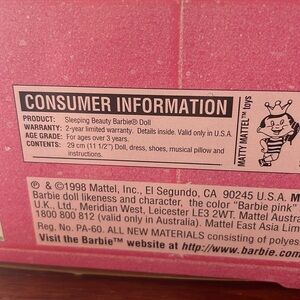 CONSUMER INFORMATION
PRODUCT: Sleeping Beauty Barbie® Doll
WARRANTY: 2-year limited warranty. Details inside. Valid only in U.S.A.
AGE GRADE: For ages over 3 years.
CONTENTS: 29 cm (11 1/2") Doll, dress, shoes, musical pillow and
instructions.
MATTY MATTEL™ toys
® & ©1998 Mattel, Inc., El Segundo, CA 90245 U.S.A. M
Barbie doll likeness and character, the color "Barbie pink"
U.K., Ltd., Meridian West, Leicester LE3 2WT. Mattel Austra
1800 800 812 (valid only in Australia). Mattel East Asia Lim
Reg. No. PA-60. ALL NEW MATERIALS consisting of polyes
Visit the Barbie™ website at http://www.barbie.com